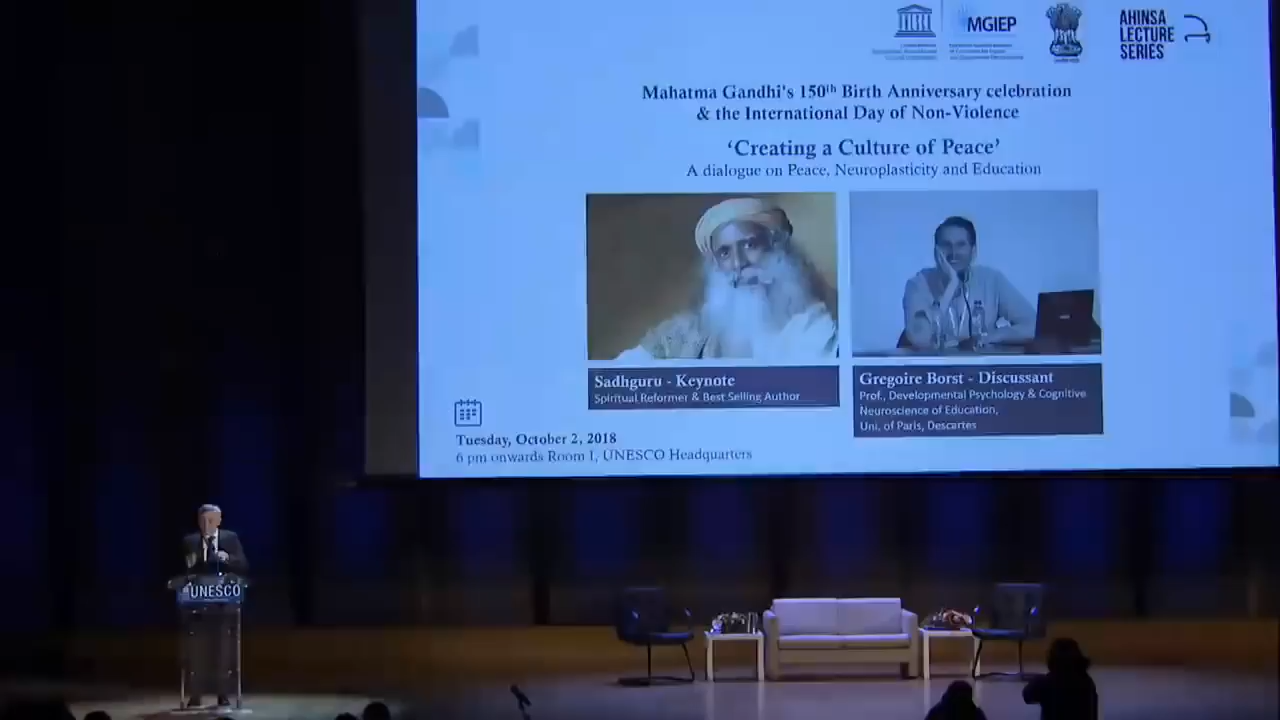 MGIEP
AHINSA
LECTURE
SERIES
Mahatma Gandhi's 150th Birth Anniversary celebration
& the International Day of Non-Violence
‘Creating a Culture of Peace’
A dialogue on Peace, Neuroplasticity and Education
Sadhguru - Keynote
Spiritual Reformer & Best Selling Author
Gregoire Borst - Discussant
Prof., Developmental Psychology & Cognitive
Neuroscience of Education,
Uni. of Paris, Descartes
Tuesday, October 2, 2018
6 pm onwards Room I, UNESCO Headquarters
UNESCO